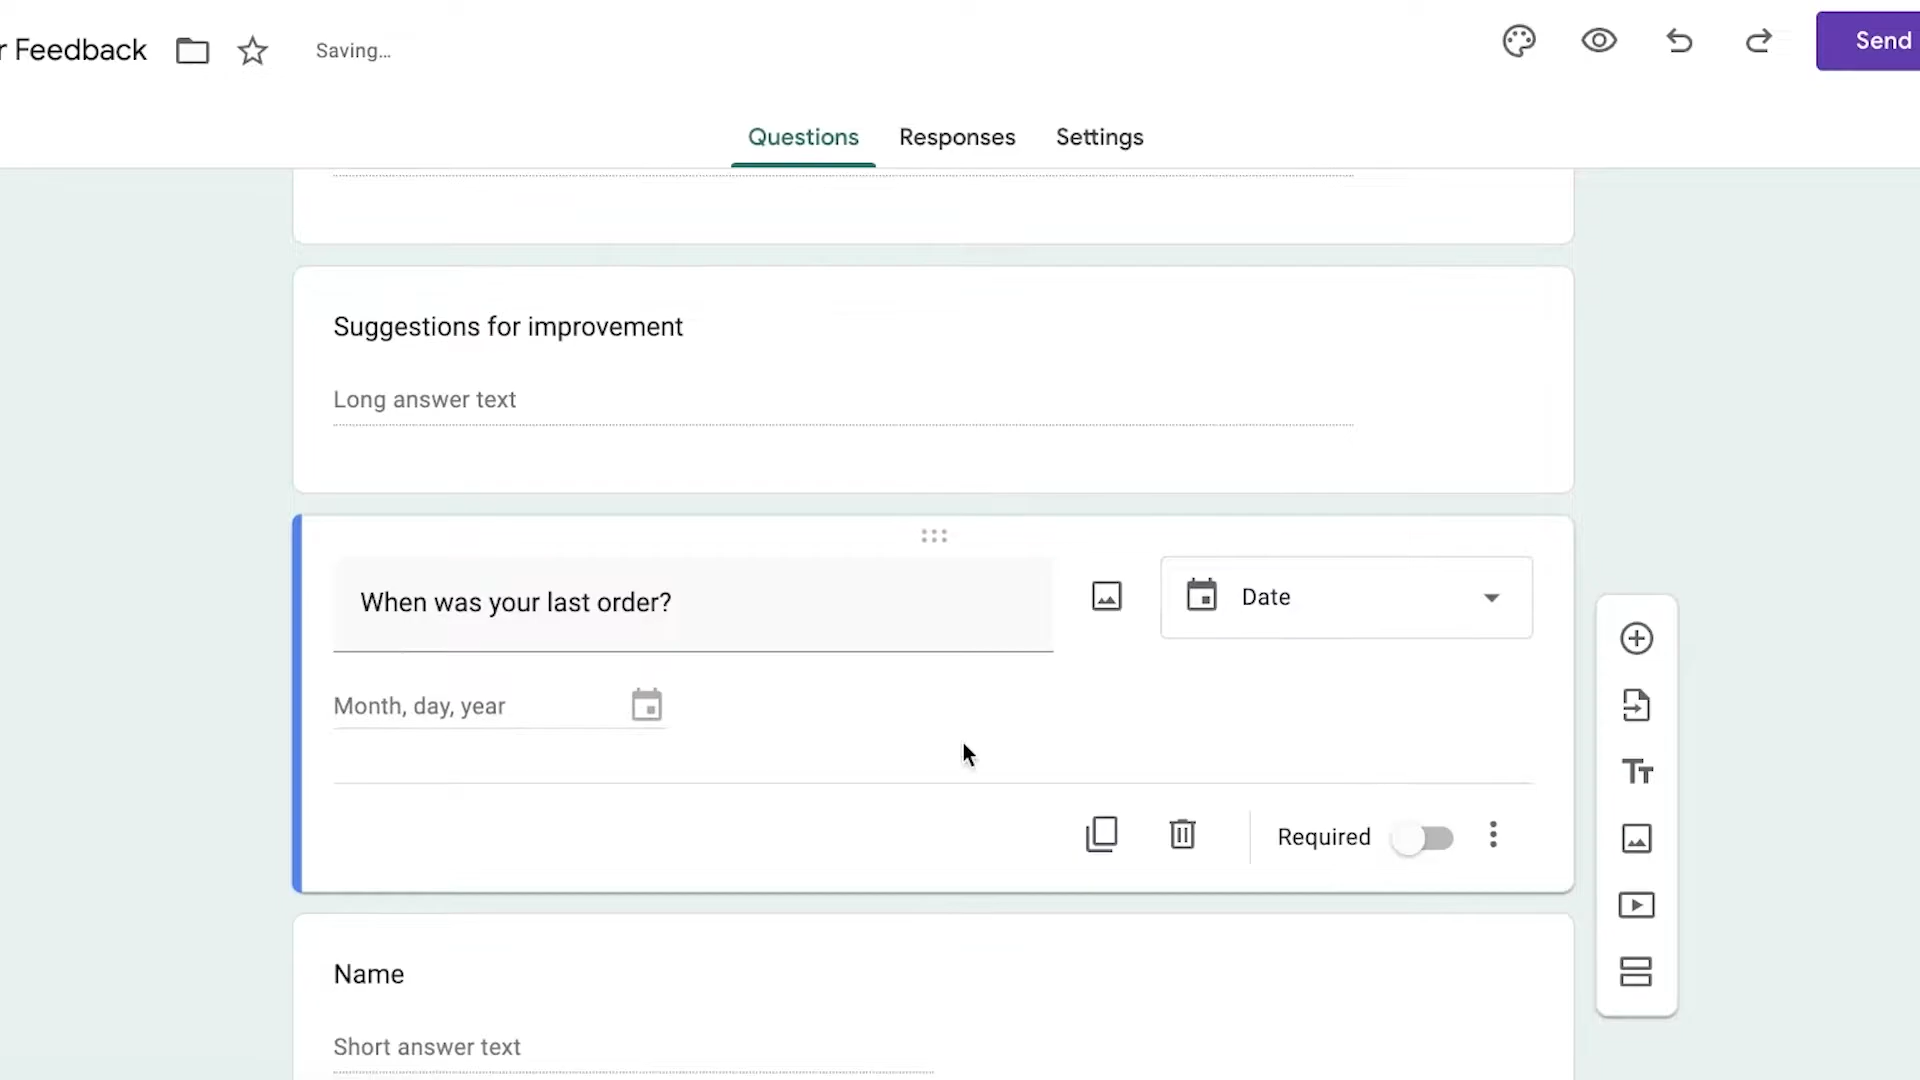 r Feedback
Saving...
Send
Questions Responses Settings
Suggestions for improvement
Long answer text
When was your last order?
Date
Month, day, year
Required
Name
Short answer text